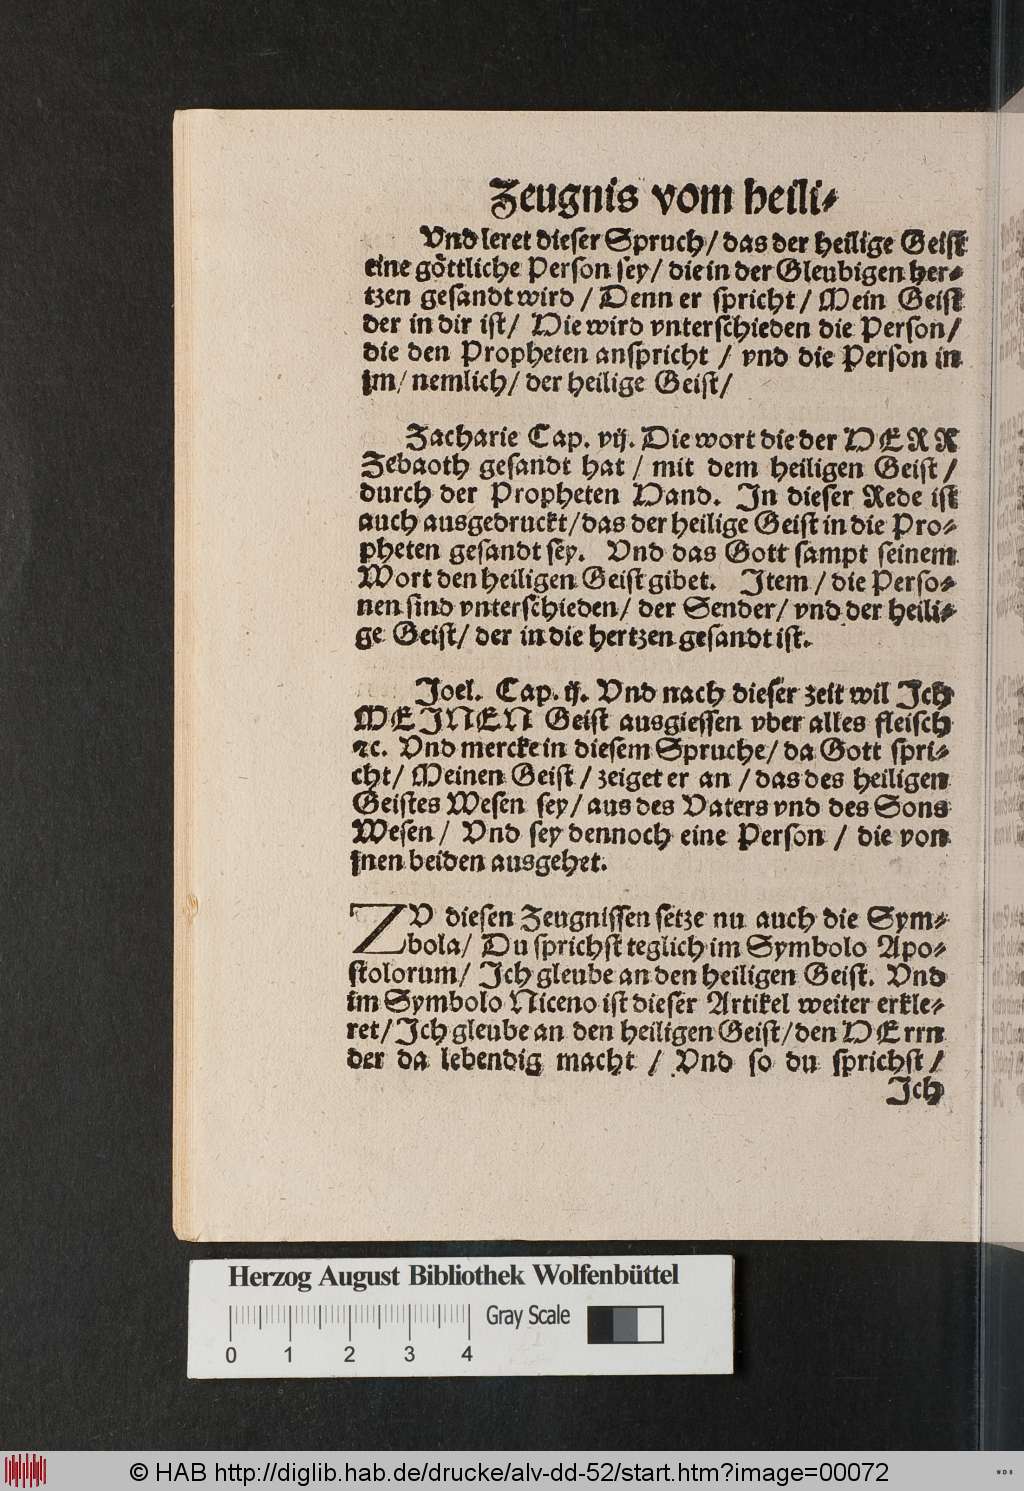 Zeugnis vom heili⸗
Vnd leret dieser Spruch/ das der heilige Geist
eine göttliche Person sey/ die in der Gleubigen her⸗
tzen gesandt wird / Denn er spricht / Mein Geist
der in dir ist/ Hie wird vnterschieden die Person/
die den Propheten anspricht / vnd die Person in
jm/ nemlich/ der heilige Geist/
Zacharie Cap. vij. Die wort die der HERR
Zebaoth gesandt hat / mit dem heiligen Geist /
durch der Propheten Hand. In dieser Rede ist
auch ausgedruckt/ das der heilige Geist in die Pro⸗
pheten gesandt sey. Vnd das Gott sampt seinem
Wort den heiligen Geist gibet. Item / die Perso⸗
nen sind vnterschieden/ der Sender/ vnd der heili⸗
ge Geist/ der in die hertzen gesandt ist.
Joel. Cap. ij. Vnd nach dieser zeit wil Ich
MEINEN Geist ausgiessen vber alles fleisch
ꝛc. Vnd mercke in diesem Spruche/ da Gott spri⸗
cht/ Meinen Geist / zeiget er an / das des heiligen
Geistes Wesen sey/ aus des Vaters vnd des Sons
Wesen/ Vnd sey dennoch eine Person / die von
jnen beiden ausgehet.
ZV diesen Zeugnissen setze nu auch die Sym⸗
bola/ Du sprichst teglich im Symbolo Apo⸗
stolorum/ Ich gleube an den heiligen Geist. Vnd
im Symbolo Niceno ist dieser Artikel weiter erkle⸗
ret/ Ich gleube an den heiligen Geist/ den HErrn
der da lebendig macht / Vnd so du sprichst/
Ich
Herzog August Bibliothek Wolfenbüttel
Gray Scale
0 1 2 3 4
© HAB http://diglib.hab.de/drucke/alv-dd-52/start.htm?image=00072
WDB